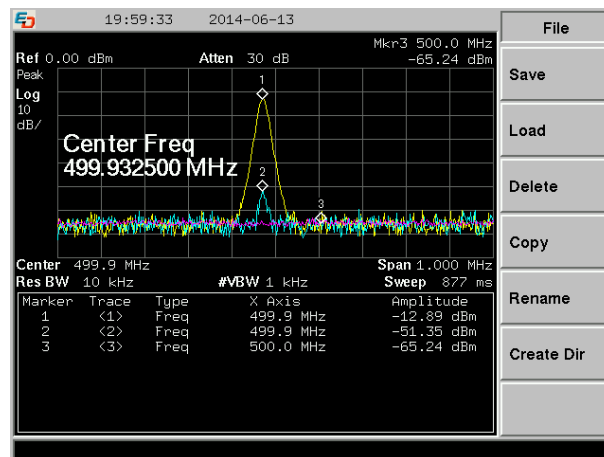 19:59:33 2014-06-13
File
Mkr3 500.0 MHz
Ref 0.00 dBm Atten 30 dB -65.24 dBm
Peak
Log
10
dB/
1
2
3
Center Freq
499.932500 MHz
Center 499.9 MHz Span 1.000 MHz
Res BW 10 kHz #VBW 1 kHz Sweep 877 ms
Marker Trace Type X Axis Amplitude
1 <1> Freq 499.9 MHz -12.89 dBm
2 <2> Freq 499.9 MHz -51.35 dBm
3 <3> Freq 500.0 MHz -65.24 dBm
Save
Load
Delete
Copy
Rename
Create Dir